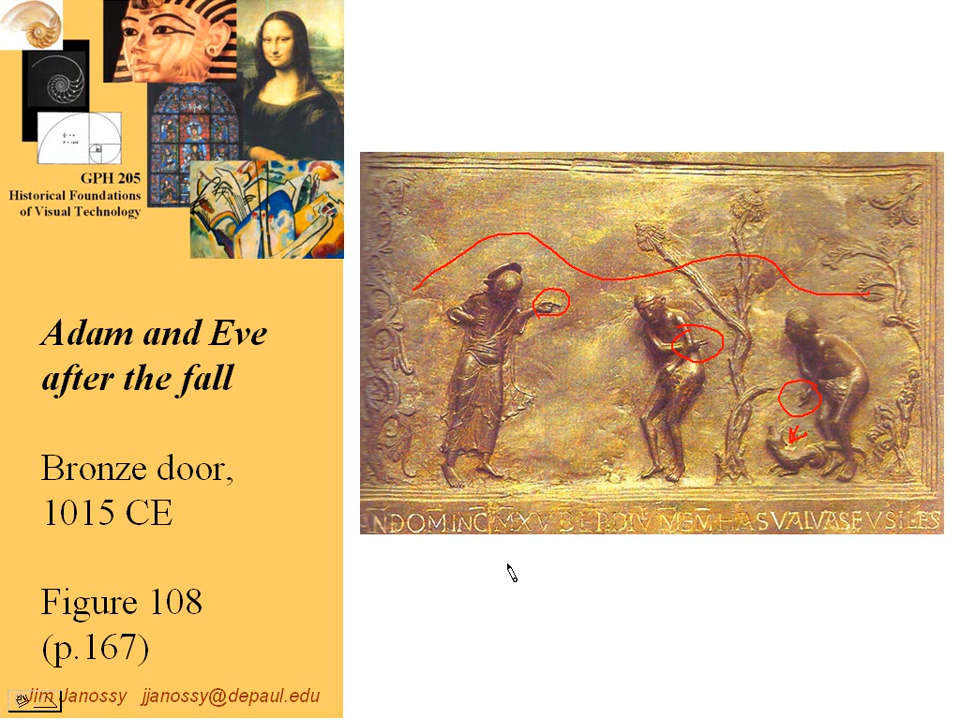 GPH 205
Historical Foundations
of Visual Technology
Adam and Eve
after the fall
Bronze door,
1015 CE
Figure 108
(p.167)
Jim Janossy jjanossy@depaul.edu